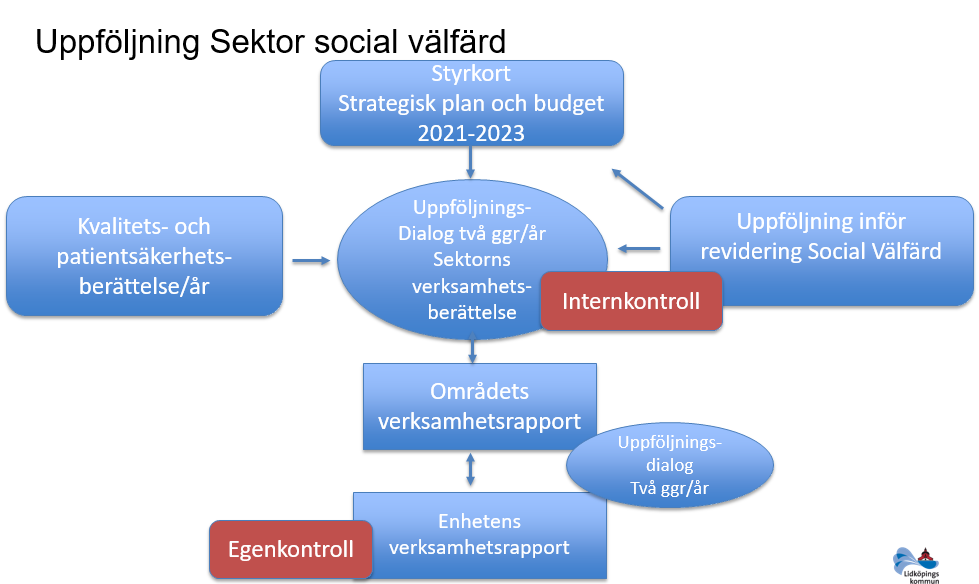 Uppföljning Sektor social välfärd
Styrkort
Strategisk plan och budget
2021-2023
Kvalitets- och
patientsäkerhets-
berättelse/år
Uppföljnings-
Dialog två ggr/år
Sektorns
verksamhets-
berättelse
Uppföljning inför
revidering Social Välfärd
Internkontroll
Områdets
verksamhetsrapport
Uppföljnings-
dialog
Två ggr/år
Enhetens
verksamhetsrapport
Egenkontroll
Lidköpings
kommun